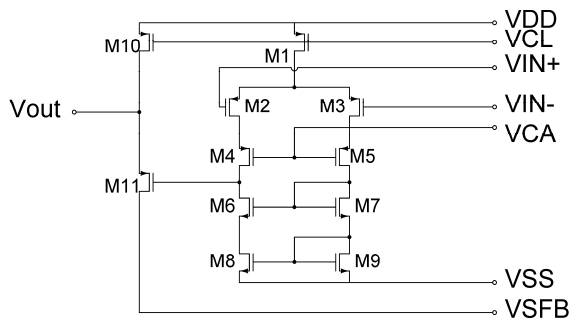 VDD
M10
VCL
M1
VIN+
Vout
M2
M3
VIN-
VCA
M4
M5
M11
M6
M7
M8
M9
VSS
VSFB